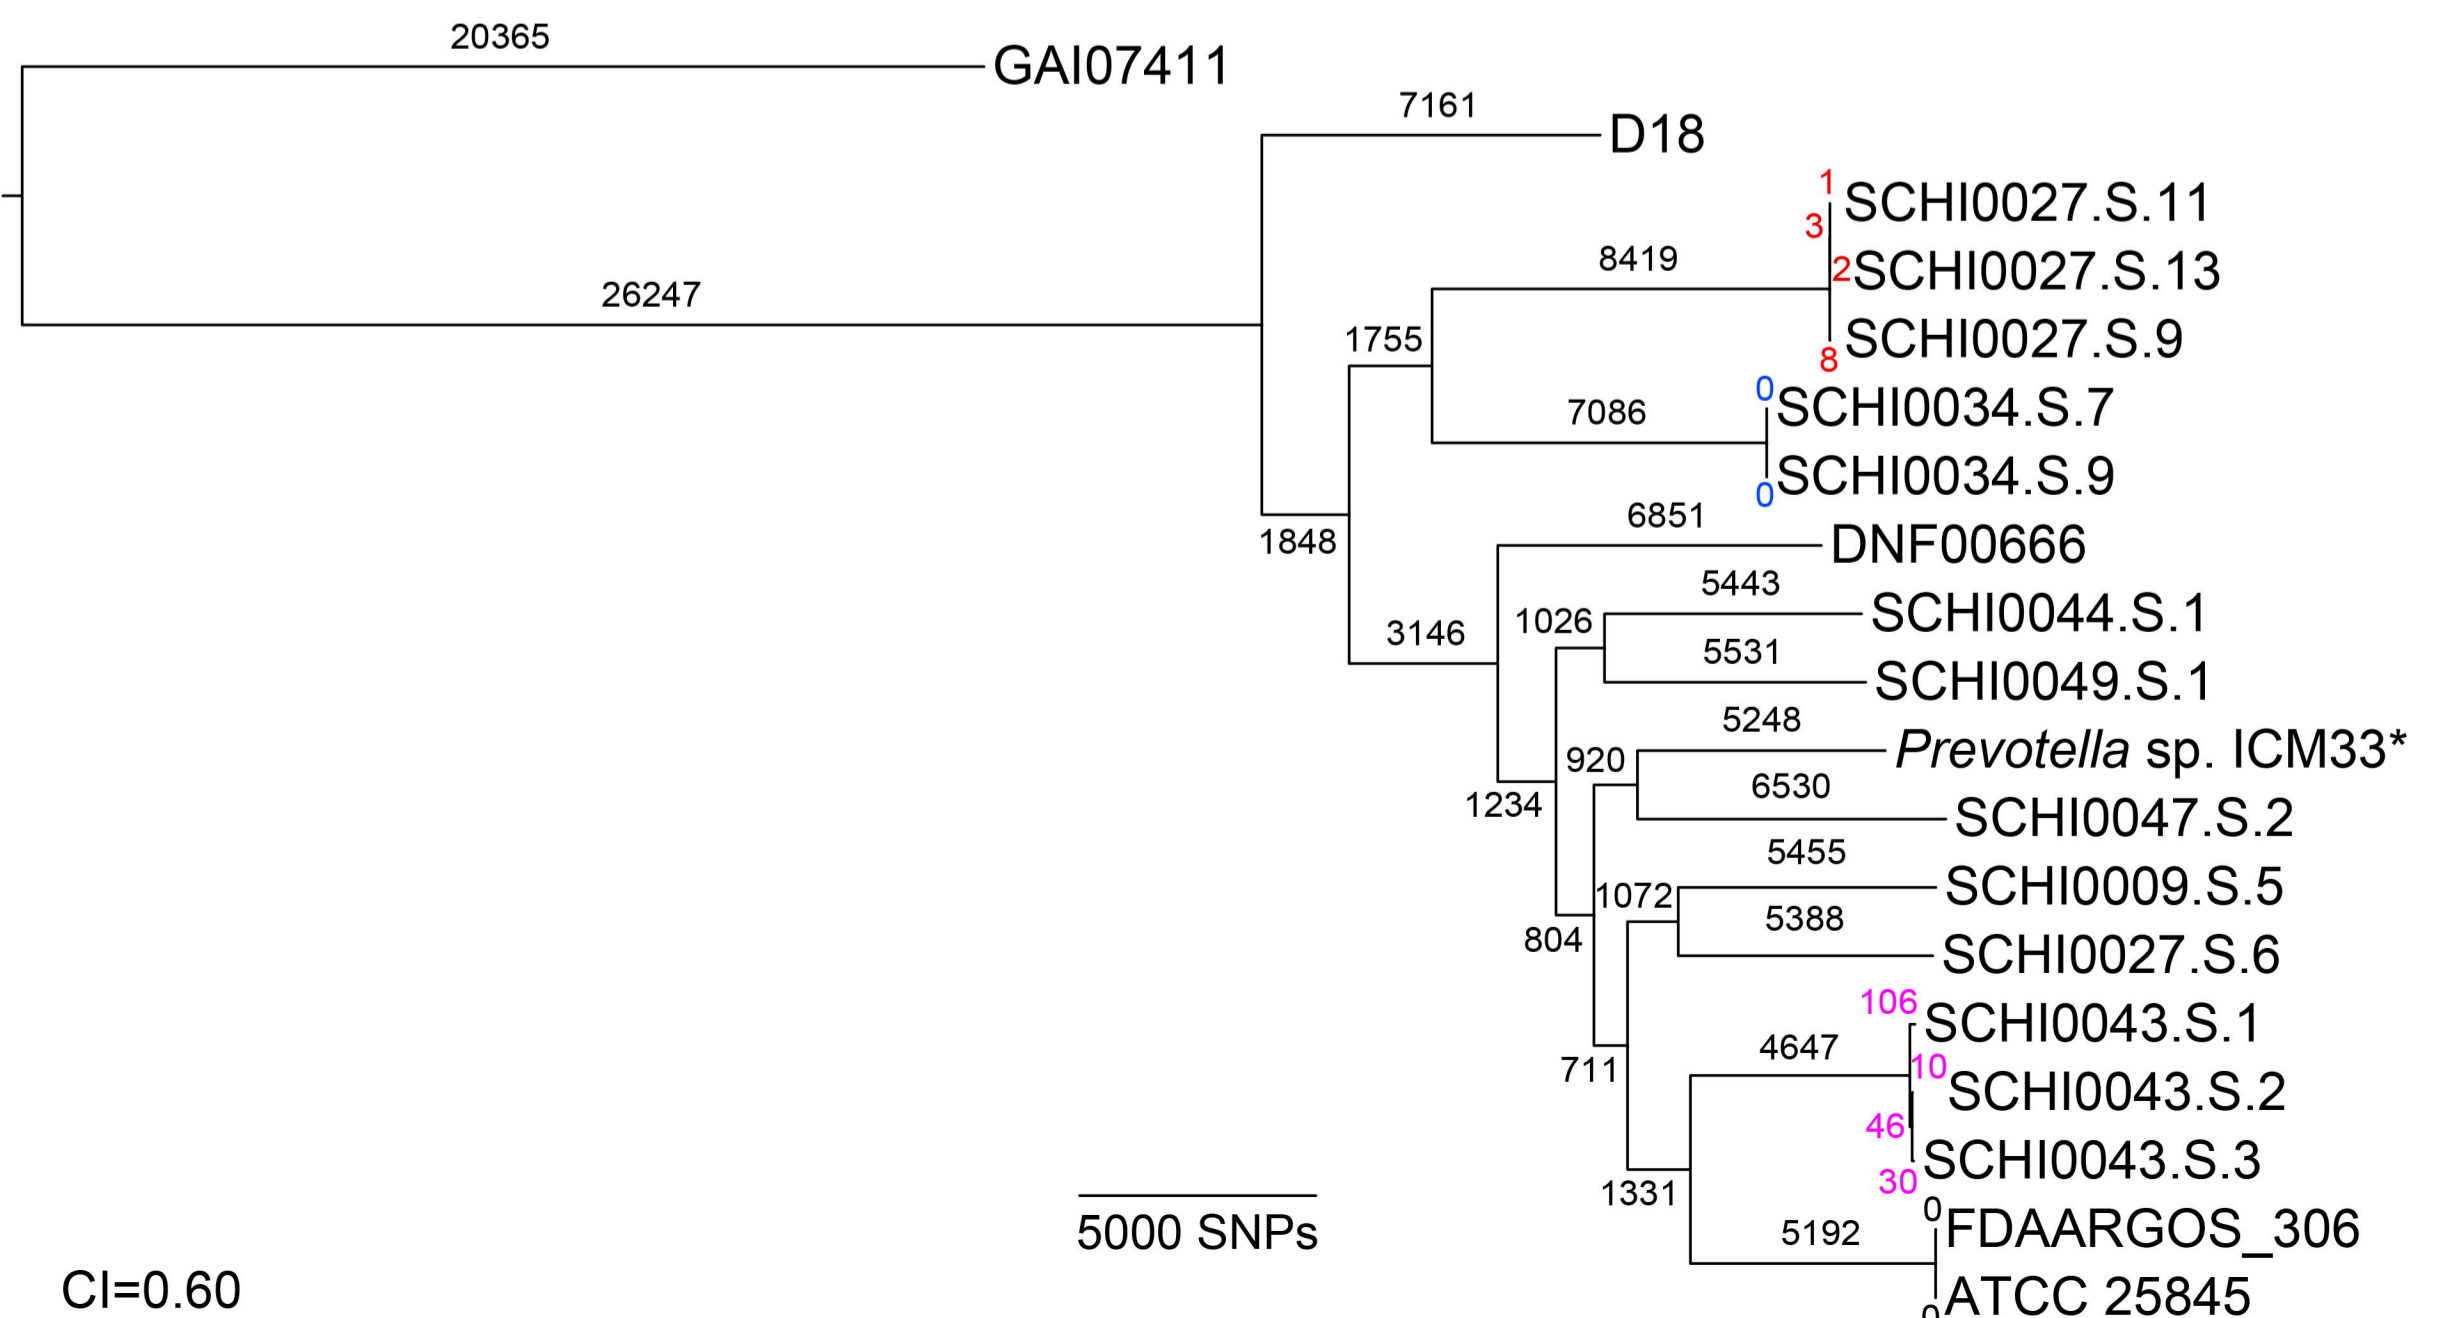 20365
GAI07411
7161
D18
1
SCHI0027.S.11
3
8419
2
SCHI0027.S.13
26247
1755
SCHI0027.S.9
8
0
SCHI0034.S.7
7086
SCHI0034.S.9
0
6851
1848
DNF00666
5443
1026
SCHI0044.S.1
3146
5531
SCHI0049.S.1
5248
920
Prevotella sp. ICM33*
6530
1234
SCHI0047.S.2
5455
1072
SCHI0009.S.5
5388
804
SCHI0027.S.6
106
SCHI0043.S.1
4647
711
10
SCHI0043.S.2
46
SCHI0043.S.3
30
1331
0
FDAARGOS_306
5000 SNPs
5192
CI=0.60
ATCC 25845
0